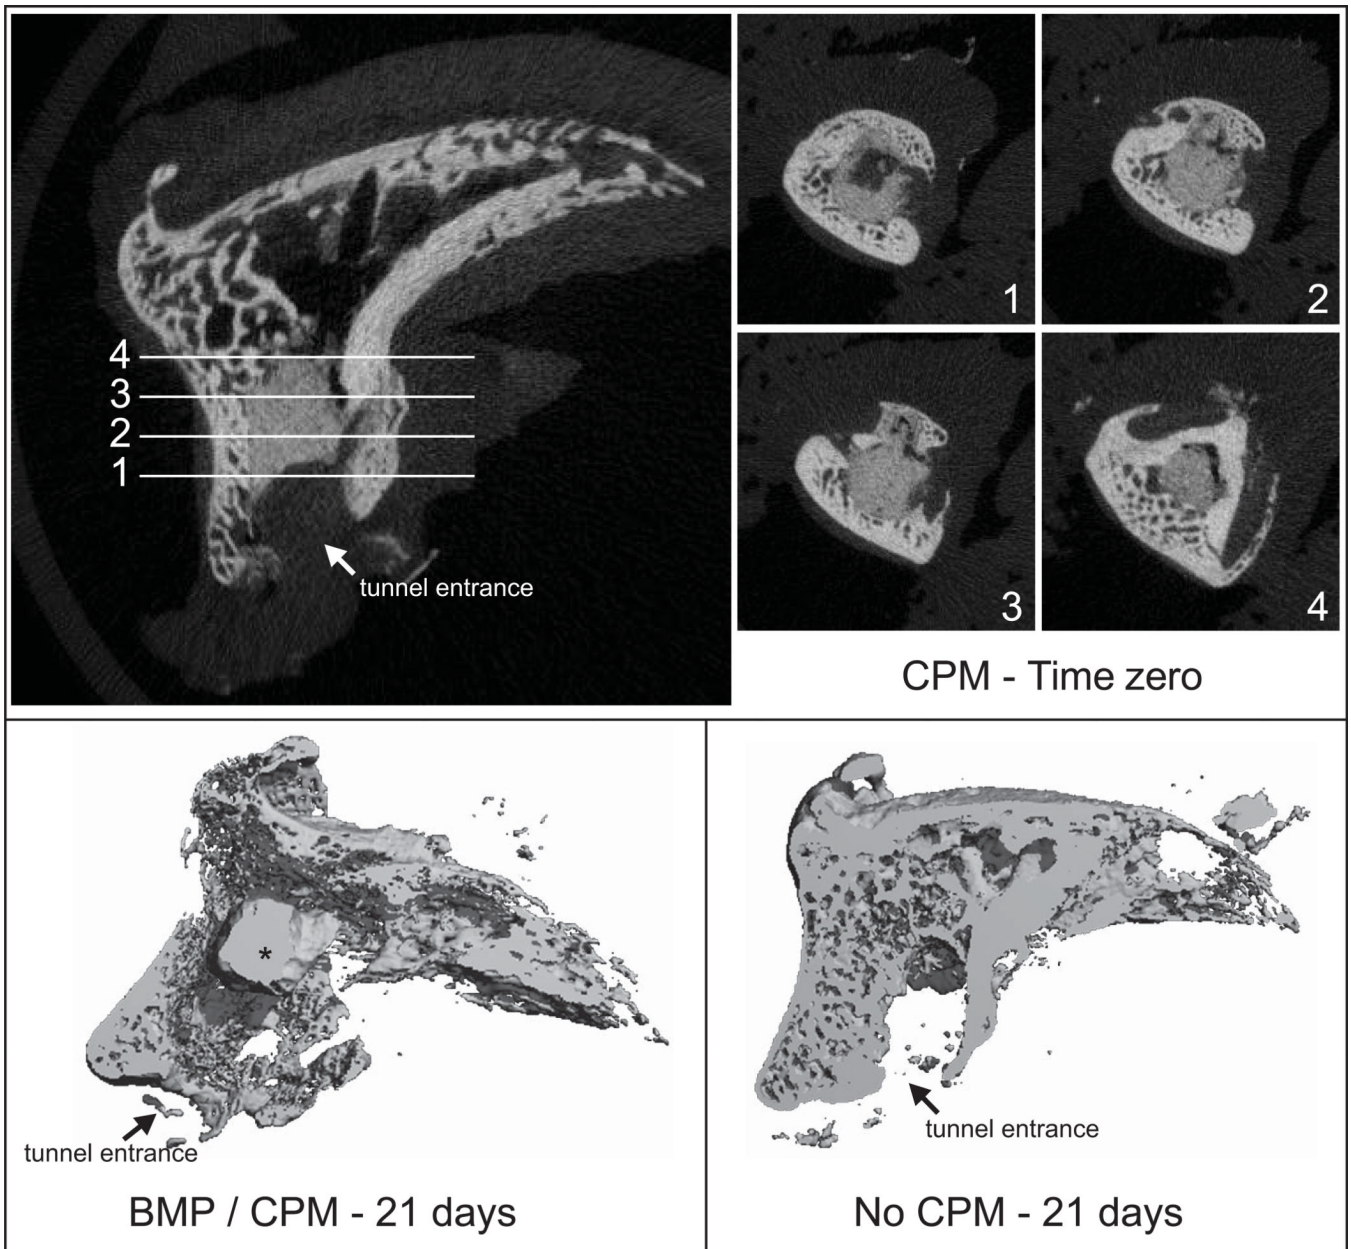 4
3
2
1
tunnel entrance
1
2
3
4
CPM - Time zero
*
tunnel entrance
BMP / CPM - 21 days
tunnel entrance
No CPM - 21 days